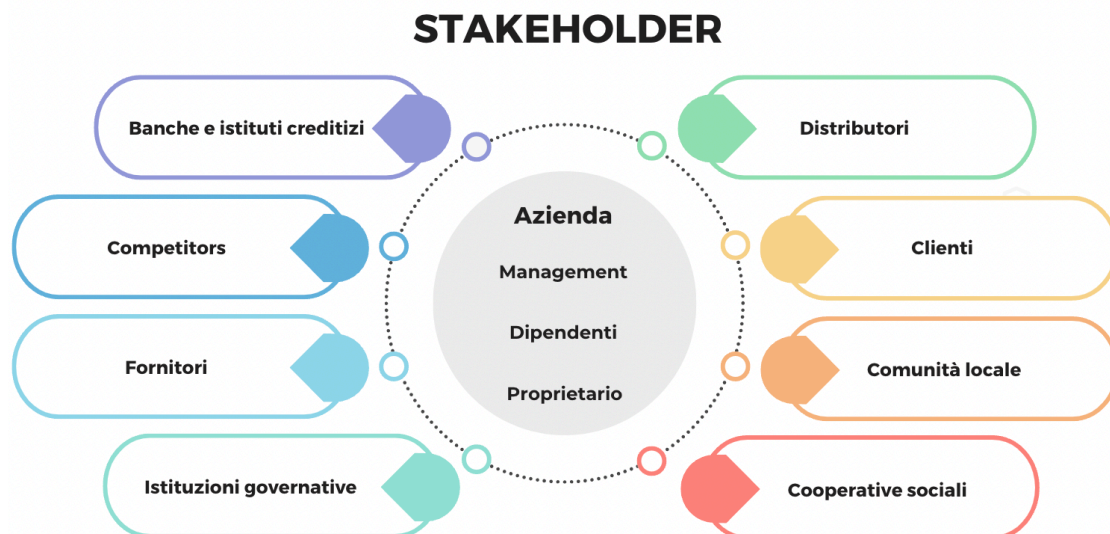 STAKEHOLDER
Banche e istituti creditizi
Distributori
Azienda
Competitors
Clienti
Management
Dipendenti
Fornitori
Comunità locale
Proprietario
Istituzioni governative
Cooperative sociali